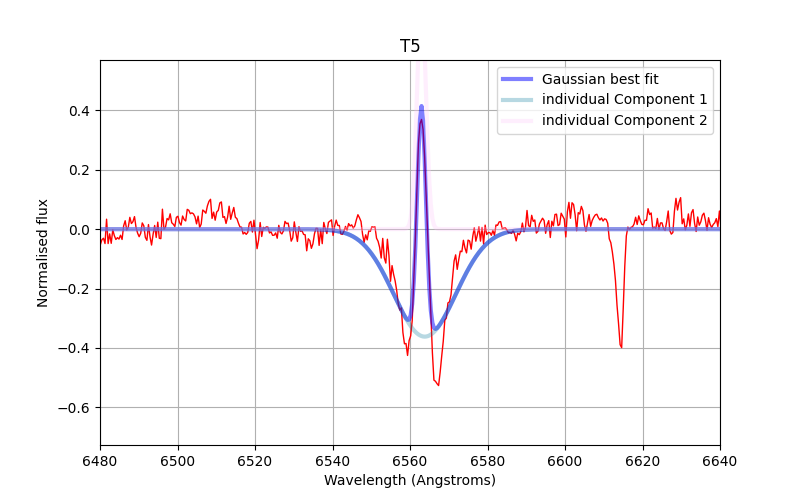 T5
Gaussian best fit
individual Component 1
individual Component 2
0.4
0.2
0.0
−0.2
−0.4
−0.6
Normalised flux
6480 6500 6520 6540 6560 6580 6600 6620 6640
Wavelength (Angstroms)